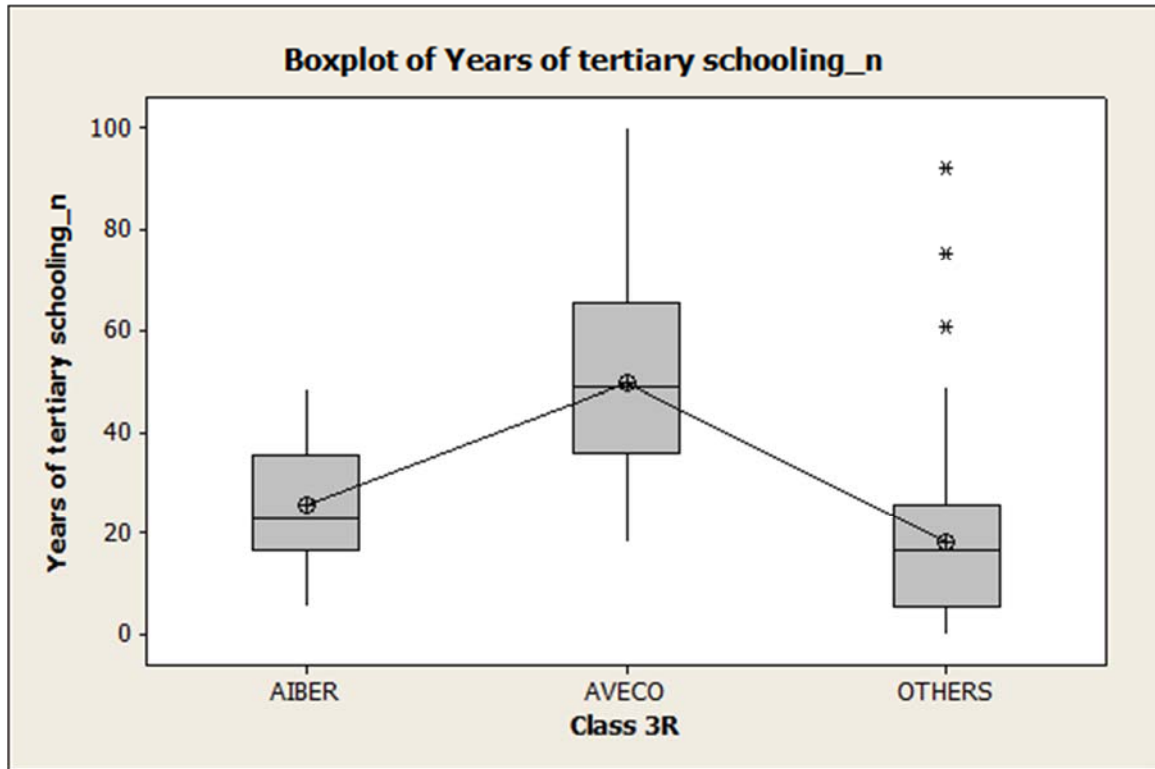 Boxplot of Years of tertiary schooling_n
Years of tertiary schooling_n
100
80
60
40
20
0
AIBER AVECO OTHERS
Class 3R